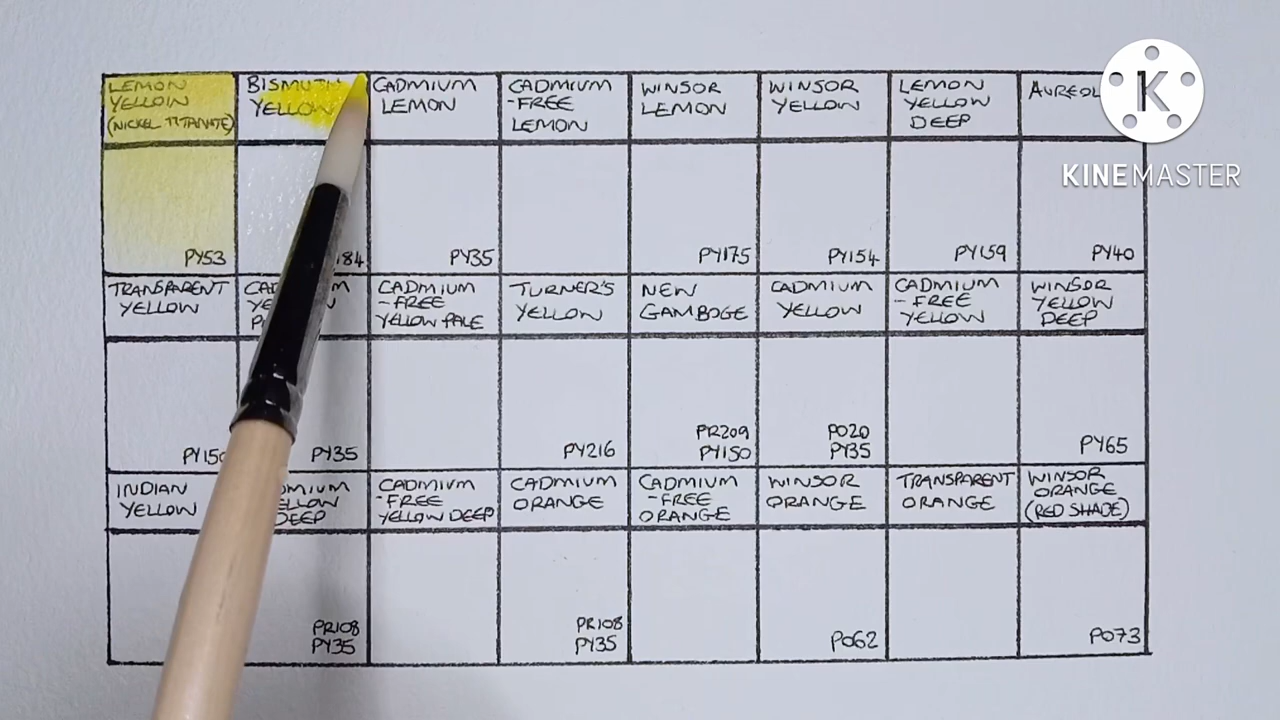 LEMON
YELLOW
(NICKEL TITANATE)
BISMUTH
YELLOW
CADMIUM
LEMON
CADMIUM
-FREE
LEMON
WINSOR
LEMON
WINSOR
YELLOW
LEMON
YELLOW
DEEP
K
KINEMASTER
PY53
184
PY35
PY175
PY154
PY159
PY40
TRANSPARENT
YELLOW
CADMIUM
-FREE
YELLOW PALE
TURNER'S
YELLOW
NEW
GAMBOGE
CADMIUM
YELLOW
CADMIUM
-FREE
YELLOW
WINSOR
YELLOW
DEEP
PY150
PY35
PY216
PR209
PY150
PO20
PY35
PY65
INDIAN
YELLOW
DEEP
CADMIUM
-FREE
YELLOW DEEP
CADMIUM
ORANGE
CADMIUM
-FREE
ORANGE
WINSOR
ORANGE
TRANSPARENT
ORANGE
WINSOR
ORANGE
(RED SHADE)
PR108
PY35
PR108
PY35
PO62
PO73